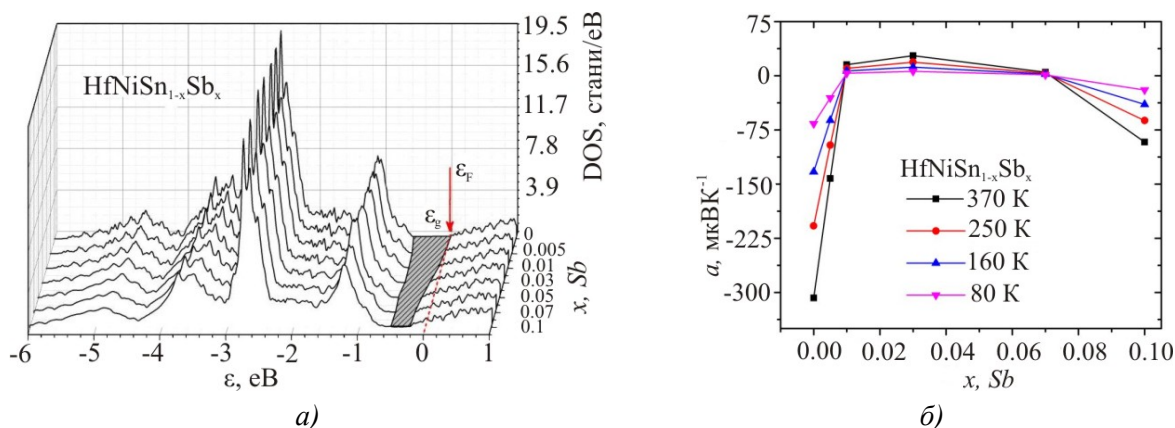 HfNiSn1-xSbx
εF
εg
19.5
15.6
11.7
7.8
3.9
DOS, стани/еВ
0
0.005
0.01
0.03
0.05
0.07
0.1
x, Sb
-6
-5
-4
-3
-2
-1
0
1
ε, еВ
а)
75
0
-75
-150
-225
-300
a, мкВК-1
HfNiSn1-xSbx
370 К
250 К
160 К
80 К
0.00
0.02
0.04
0.06
0.08
0.10
x, Sb
б)